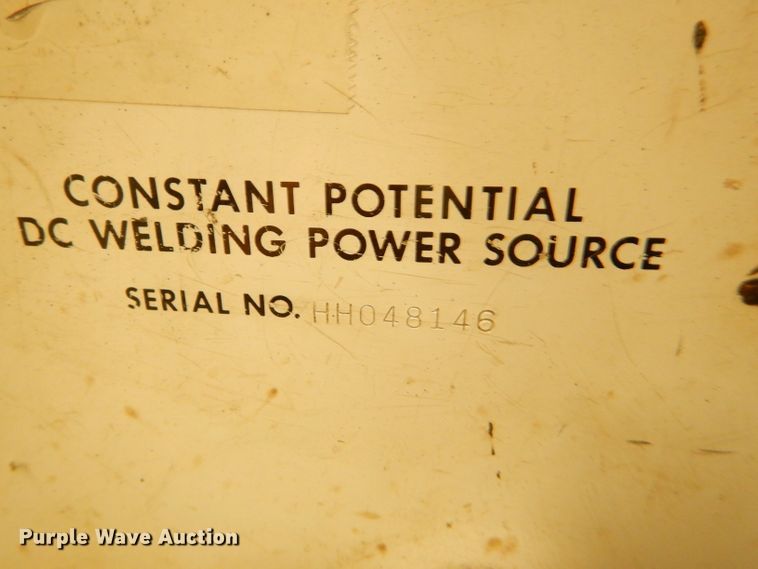 CONSTANT POTENTIAL
DC WELDING POWER SOURCE
SERIAL NO. HH048146
Purple Wave Auction